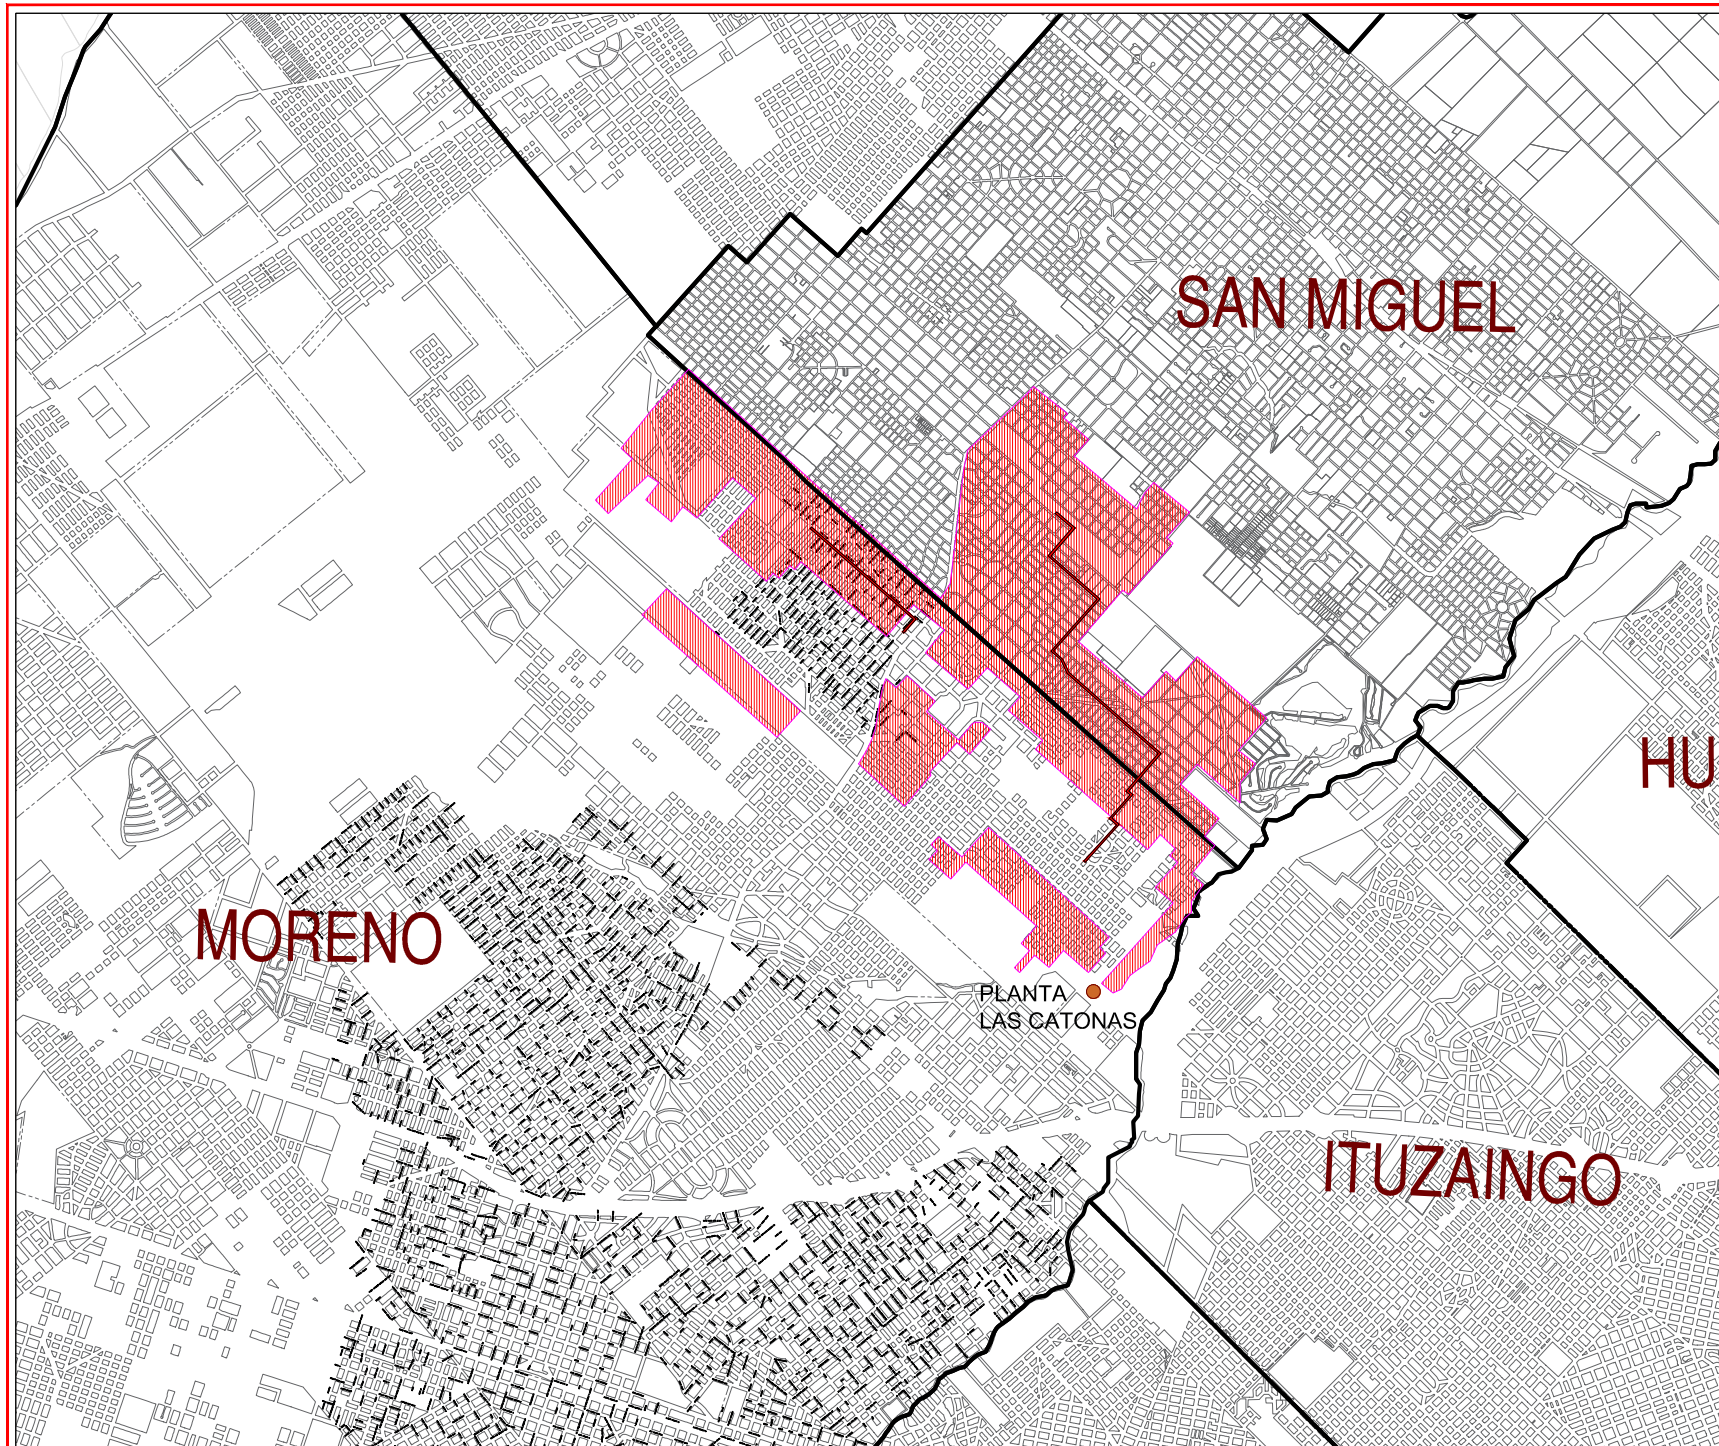 SAN MIGUEL
HU
MORENO
PLANTA
LAS CATONAS
ITUZAINGO